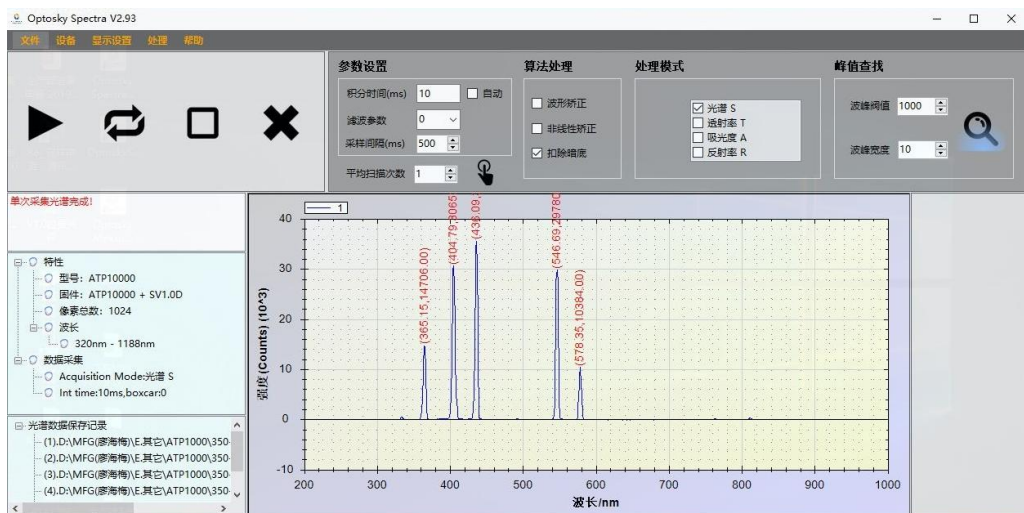 Optosky Spectra V2.93
文件 设备 显示设置 处理 帮助
参数设置
积分时间(ms) 10 自动
滤波参数 0
采样间隔(ms) 500
平均扫描次数 1
算法处理
波形矫正
非线性矫正
扣除暗底
处理模式
光谱 S
透射率 T
吸光度 A
反射率 R
峰值查找
波峰阀值 1000
波峰宽度 10
单次采集光谱完成!
特性
型号: ATP10000
固件: ATP10000 + SV1.0D
像素总数: 1024
波长
320nm - 1188nm
数据采集
Acquisition Mode:光谱 S
Int time:10ms,boxcar:0
光谱数据保存记录
(1).D:\MFG(廖海梅)\E.其它\ATP1000\350-
(2).D:\MFG(廖海梅)\E.其它\ATP1000\350-
(3).D:\MFG(廖海梅)\E.其它\ATP1000\350-
(4).D:\MFG(廖海梅)\E.其它\ATP1000\350-
1
强度 (Counts) (10^3)
40
30
20
10
0
-10
(365.15,14706.00)
(404.79,3065
(436.09,
(546.69,29780
(578.35,10384.00)
200 300 400 500 600 700 800 900 1000
波长/nm